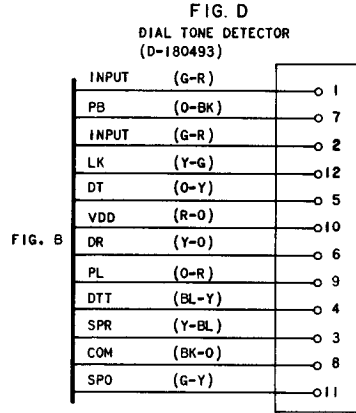 FIG. D
DIAL TONE DETECTOR
(D-180493)
INPUT (G-R) 1
PB (O-BK) 7
INPUT (G-R) 2
LK (Y-G) 12
DT (O-Y) 5
VDD (R-O) 10
FIG. 8
DR (Y-O) 6
PL (O-R) 9
DTT (BL-Y) 4
SPR (Y-BL) 3
COM (BK-O) 8
SPO (G-Y) 11